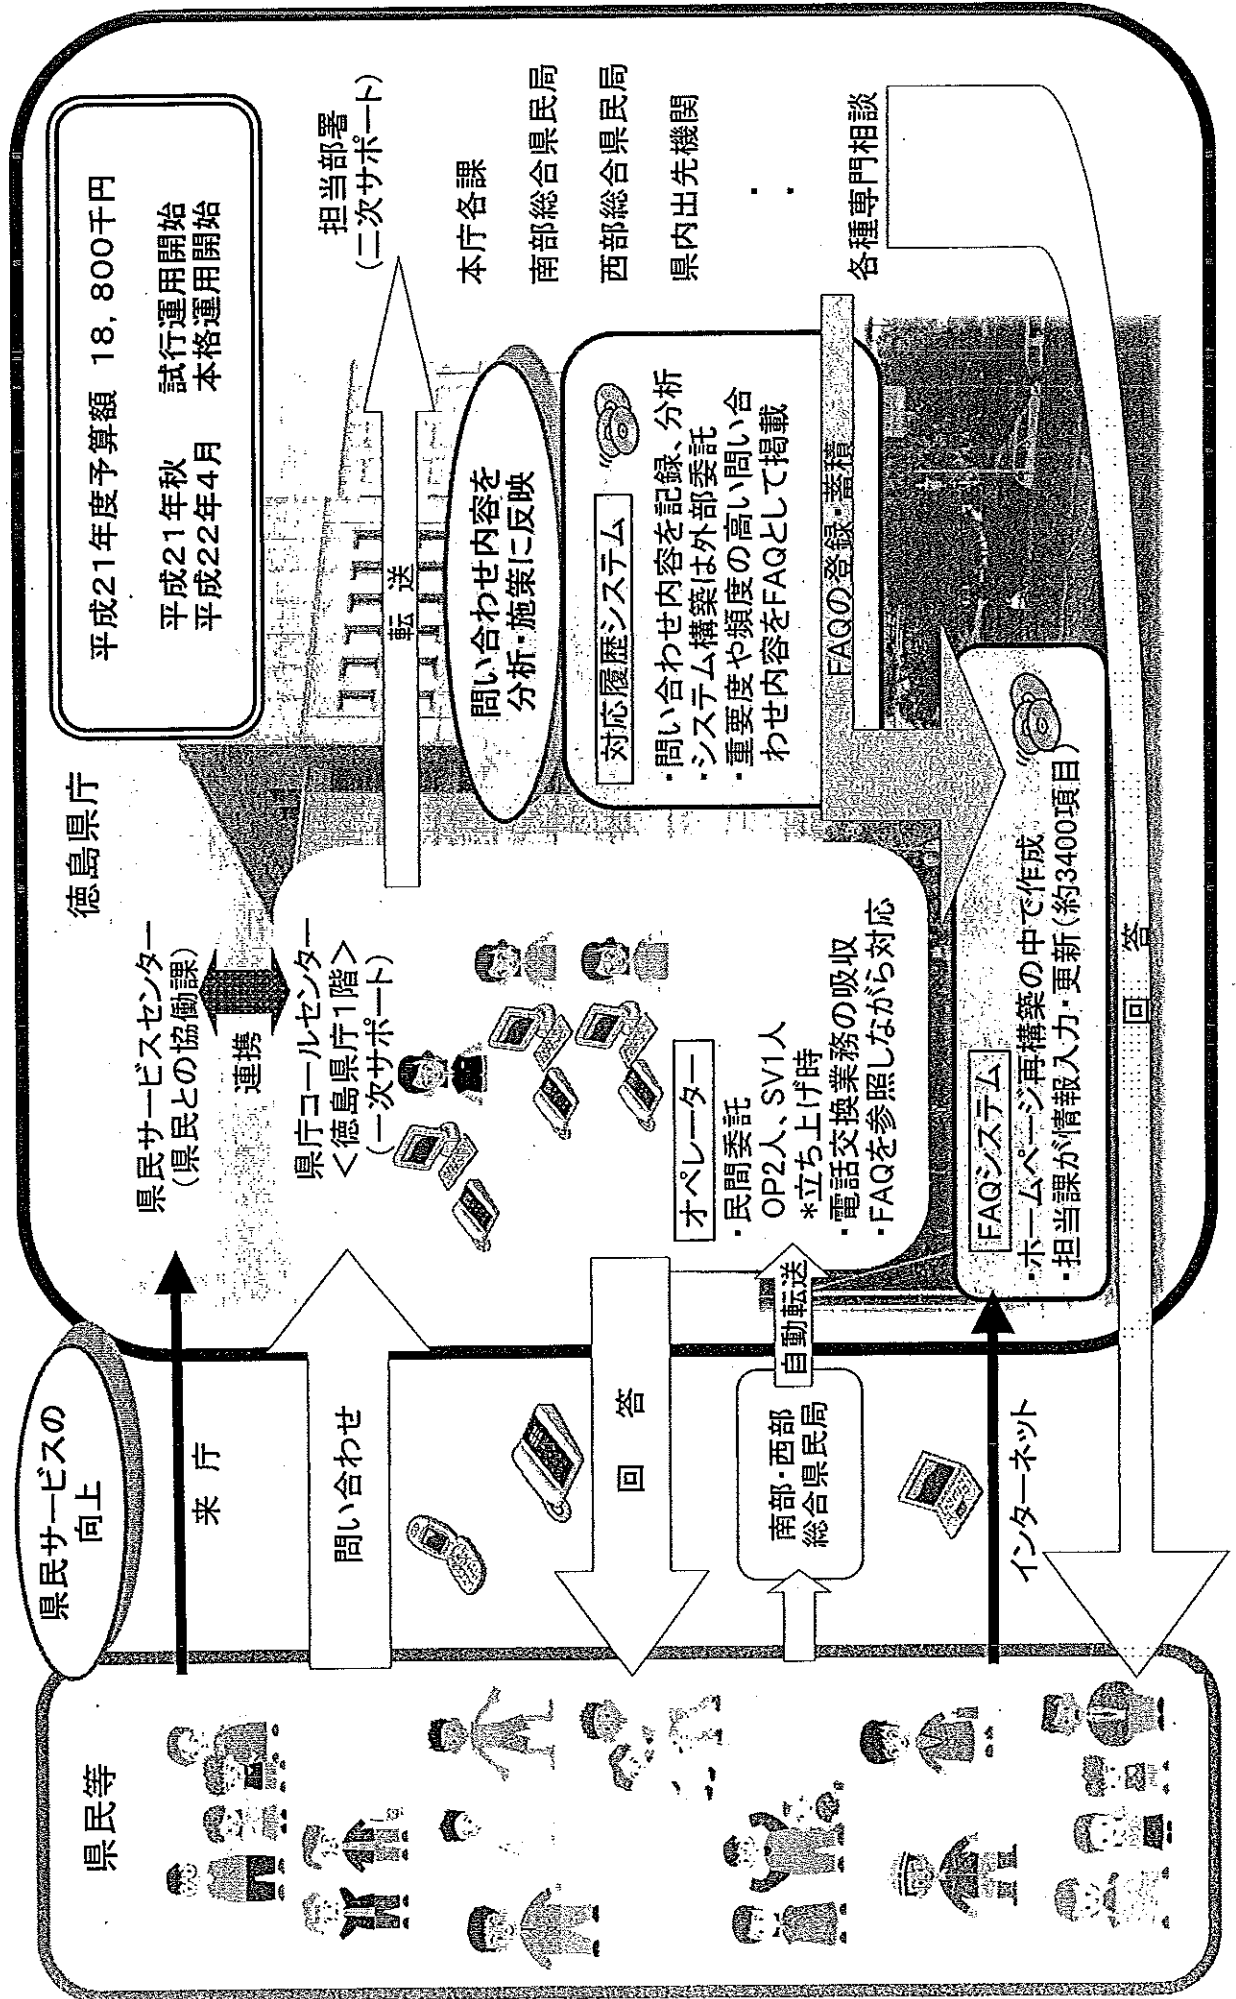 県民サービスの
向上
徳島県庁
平成21年度予算額 18,800千円
平成21年秋 試行運用開始
平成22年4月 本格運用開始
県民等
来 庁
県民サービスセンター
(県民との協働課)
連携
問い合わせ
県庁コールセンター
<徳島県庁1階>
(一次サポート)
転 送
担当部署
(二次サポート)
本庁各課
南部総合県民局
西部総合県民局
県内出先機関
・
・
各種専門相談
問い合わせ内容を
分析・施策に反映
回 答
オペレーター
・民間委託
OP2人、SV1人
*立ち上げ時
・電話交換業務の吸収
・FAQを参照しながら対応
対応履歴システム
・問い合わせ内容を記録、分析
・システム構築は外部委託
・重要度や頻度の高い問い合
わせ内容をFAQとして掲載
南部・西部
総合県民局
自動転送
FAQの登録・蓄積
インターネット
FAQシステム
・ホームページ再構築の中で作成
・担当課が情報入力・更新(約3400項目)
回 答